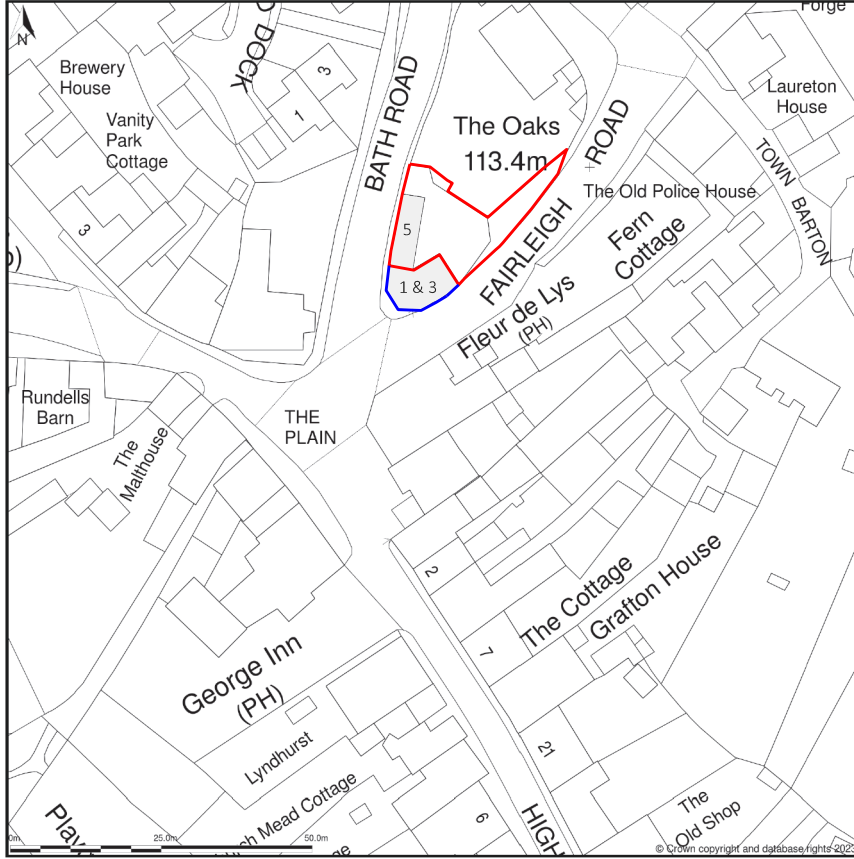 Forge
N
DOCK
Brewery
House
3
1
Vanity
Park
Cottage
BATH ROAD
The Oaks
113.4m
ROAD
Laureton
House
TOWN BARTON
The Old Police House
3
5
FAIRLEIGH
Fern
Cottage
1 & 3
Fleur de Lys
(PH)
Rundells
Barn
THE
PLAIN
The
Malthouse
2
The Cottage
Grafton House
7
George Inn
(PH)
21
Lyndhurst
Mead Cottage
6
HIGH
The
Old Shop
0m
25.0m
50.0m
© Crown copyright and database rights 2023